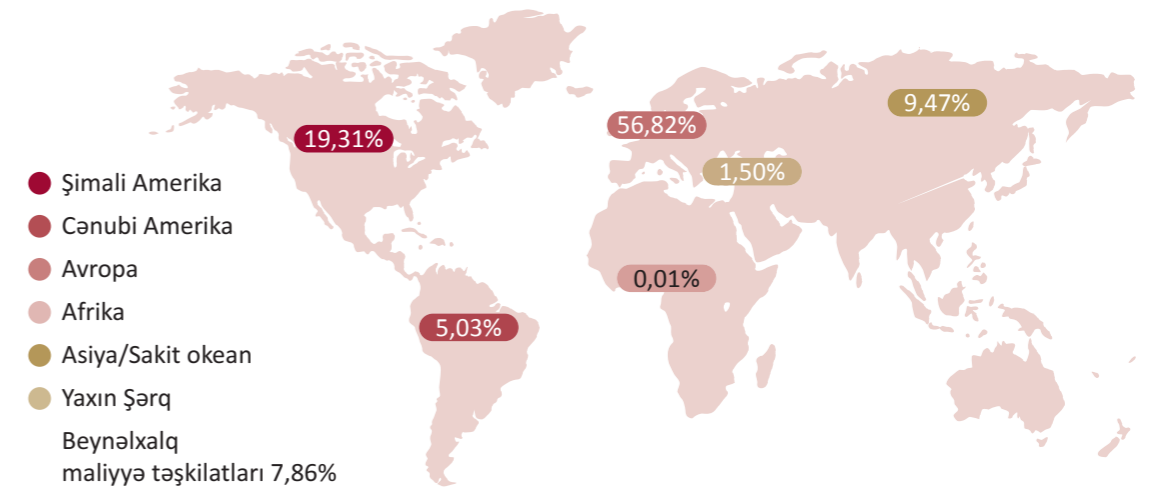 9,47%
56,82%
19,31%
1,50%
Şimali Amerika
Cənubi Amerika
Avropa
0,01%
Afrika
5,03%
Asiya/Sakit okean
Yaxın Şərq
Beynəlxalq
maliyyə təşkilatları 7,86%